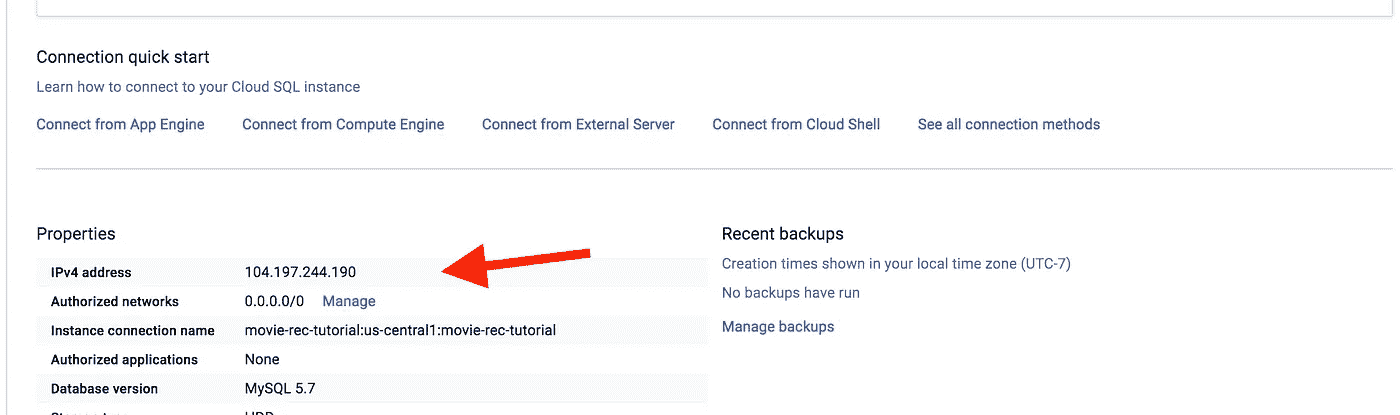 Connection quick start
Learn how to connect to your Cloud SQL instance
Connect from App Engine Connect from Compute Engine Connect from External Server Connect from Cloud Shell See all connection methods
Properties
IPv4 address 104.197.244.190
Authorized networks 0.0.0.0/0 Manage
Instance connection name movie-rec-tutorial:us-central1:movie-rec-tutorial
Authorized applications None
Database version MySQL 5.7
Recent backups
Creation times shown in your local time zone (UTC-7)
No backups have run
Manage backups